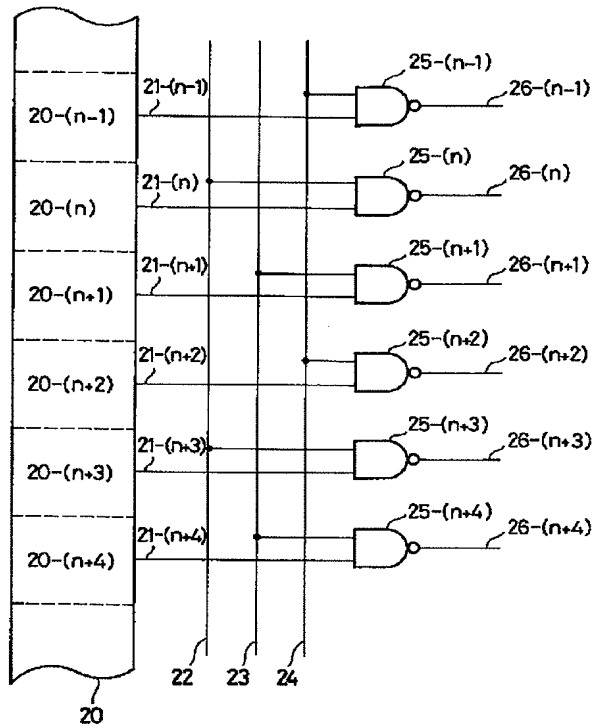 25-(n-1)
21-(n-1)
26-(n-1)
20-(n-1)
25-(n)
21-(n)
26-(n)
20-(n)
25-(n+1)
21-(n+1)
26-(n+1)
20-(n+1)
25-(n+2)
21-(n+2)
26-(n+2)
20-(n+2)
25-(n+3)
21-(n+3)
26-(n+3)
20-(n+3)
25-(n+4)
21-(n+4)
26-(n+4)
20-(n+4)
22 23 24
20